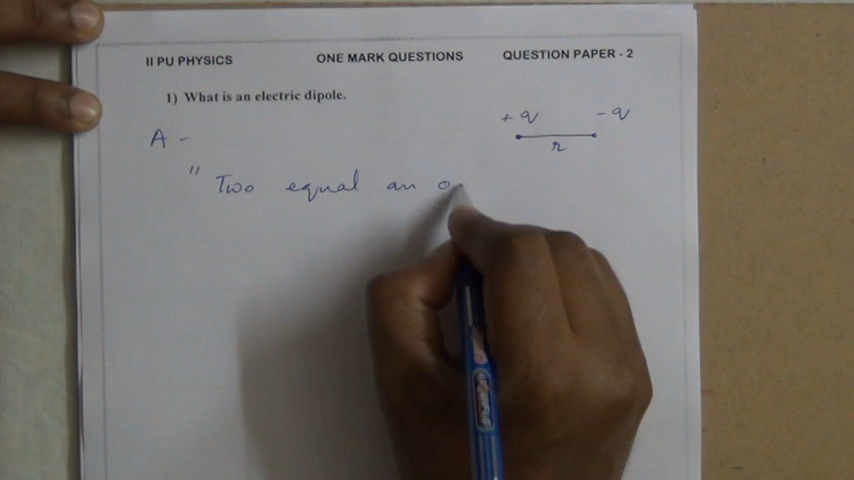 II PU PHYSICS ONE MARK QUESTIONS QUESTION PAPER - 2
1) What is an electric dipole.
+q -q
A -
r
" Two equal an o